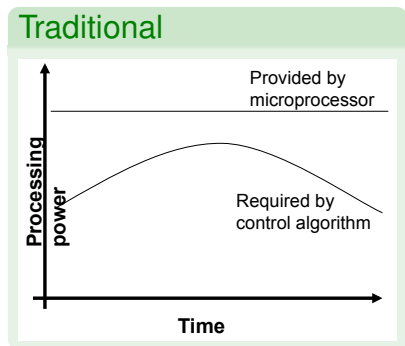 Traditional
Provided by
microprocessor
Processing
power
Required by
control algorithm
Time